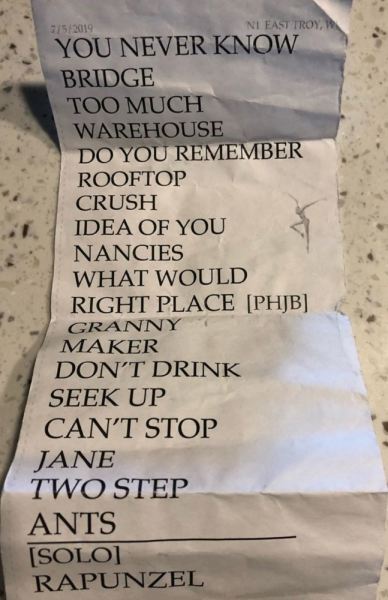 7/5/2019 N1 EAST TROY, WI
YOU NEVER KNOW
BRIDGE
TOO MUCH
WAREHOUSE
DO YOU REMEMBER
ROOFTOP
CRUSH
IDEA OF YOU
NANCIES
WHAT WOULD
RIGHT PLACE [PHJB]
GRANNY
MAKER
DON'T DRINK
SEEK UP
CAN'T STOP
JANE
TWO STEP
ANTS
[SOLO]
RAPUNZEL